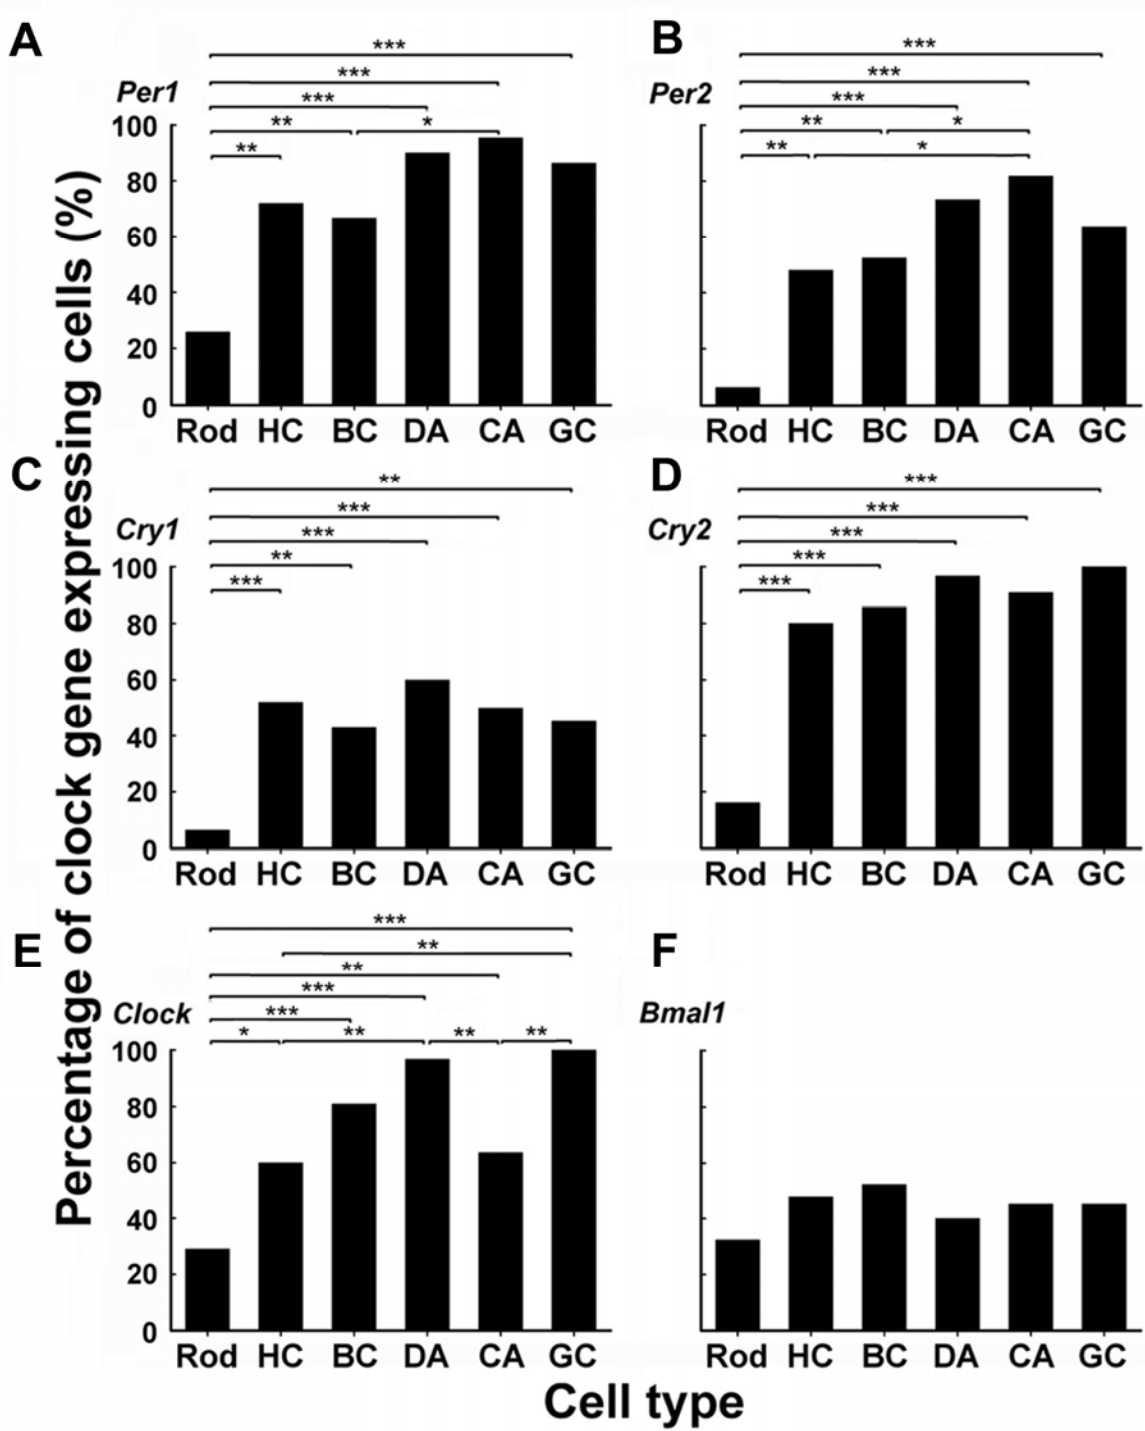 A
***
***
Per1
***
**
*
**
100
80
60
40
20
0
Rod HC BC DA CA GC
B
***
***
Per2
***
**
*
**
*
Rod HC BC DA CA GC
C
**
***
Cry1
***
**
***
100
80
60
40
20
0
Rod HC BC DA CA GC
D
***
***
Cry2
***
***
***
Rod HC BC DA CA GC
E
***
**
**
***
Clock
***
* ** ** **
100
80
60
40
20
0
Rod HC BC DA CA GC
F
Bmal1
Rod HC BC DA CA GC
Percentage of clock gene expressing cells (%)
Cell type